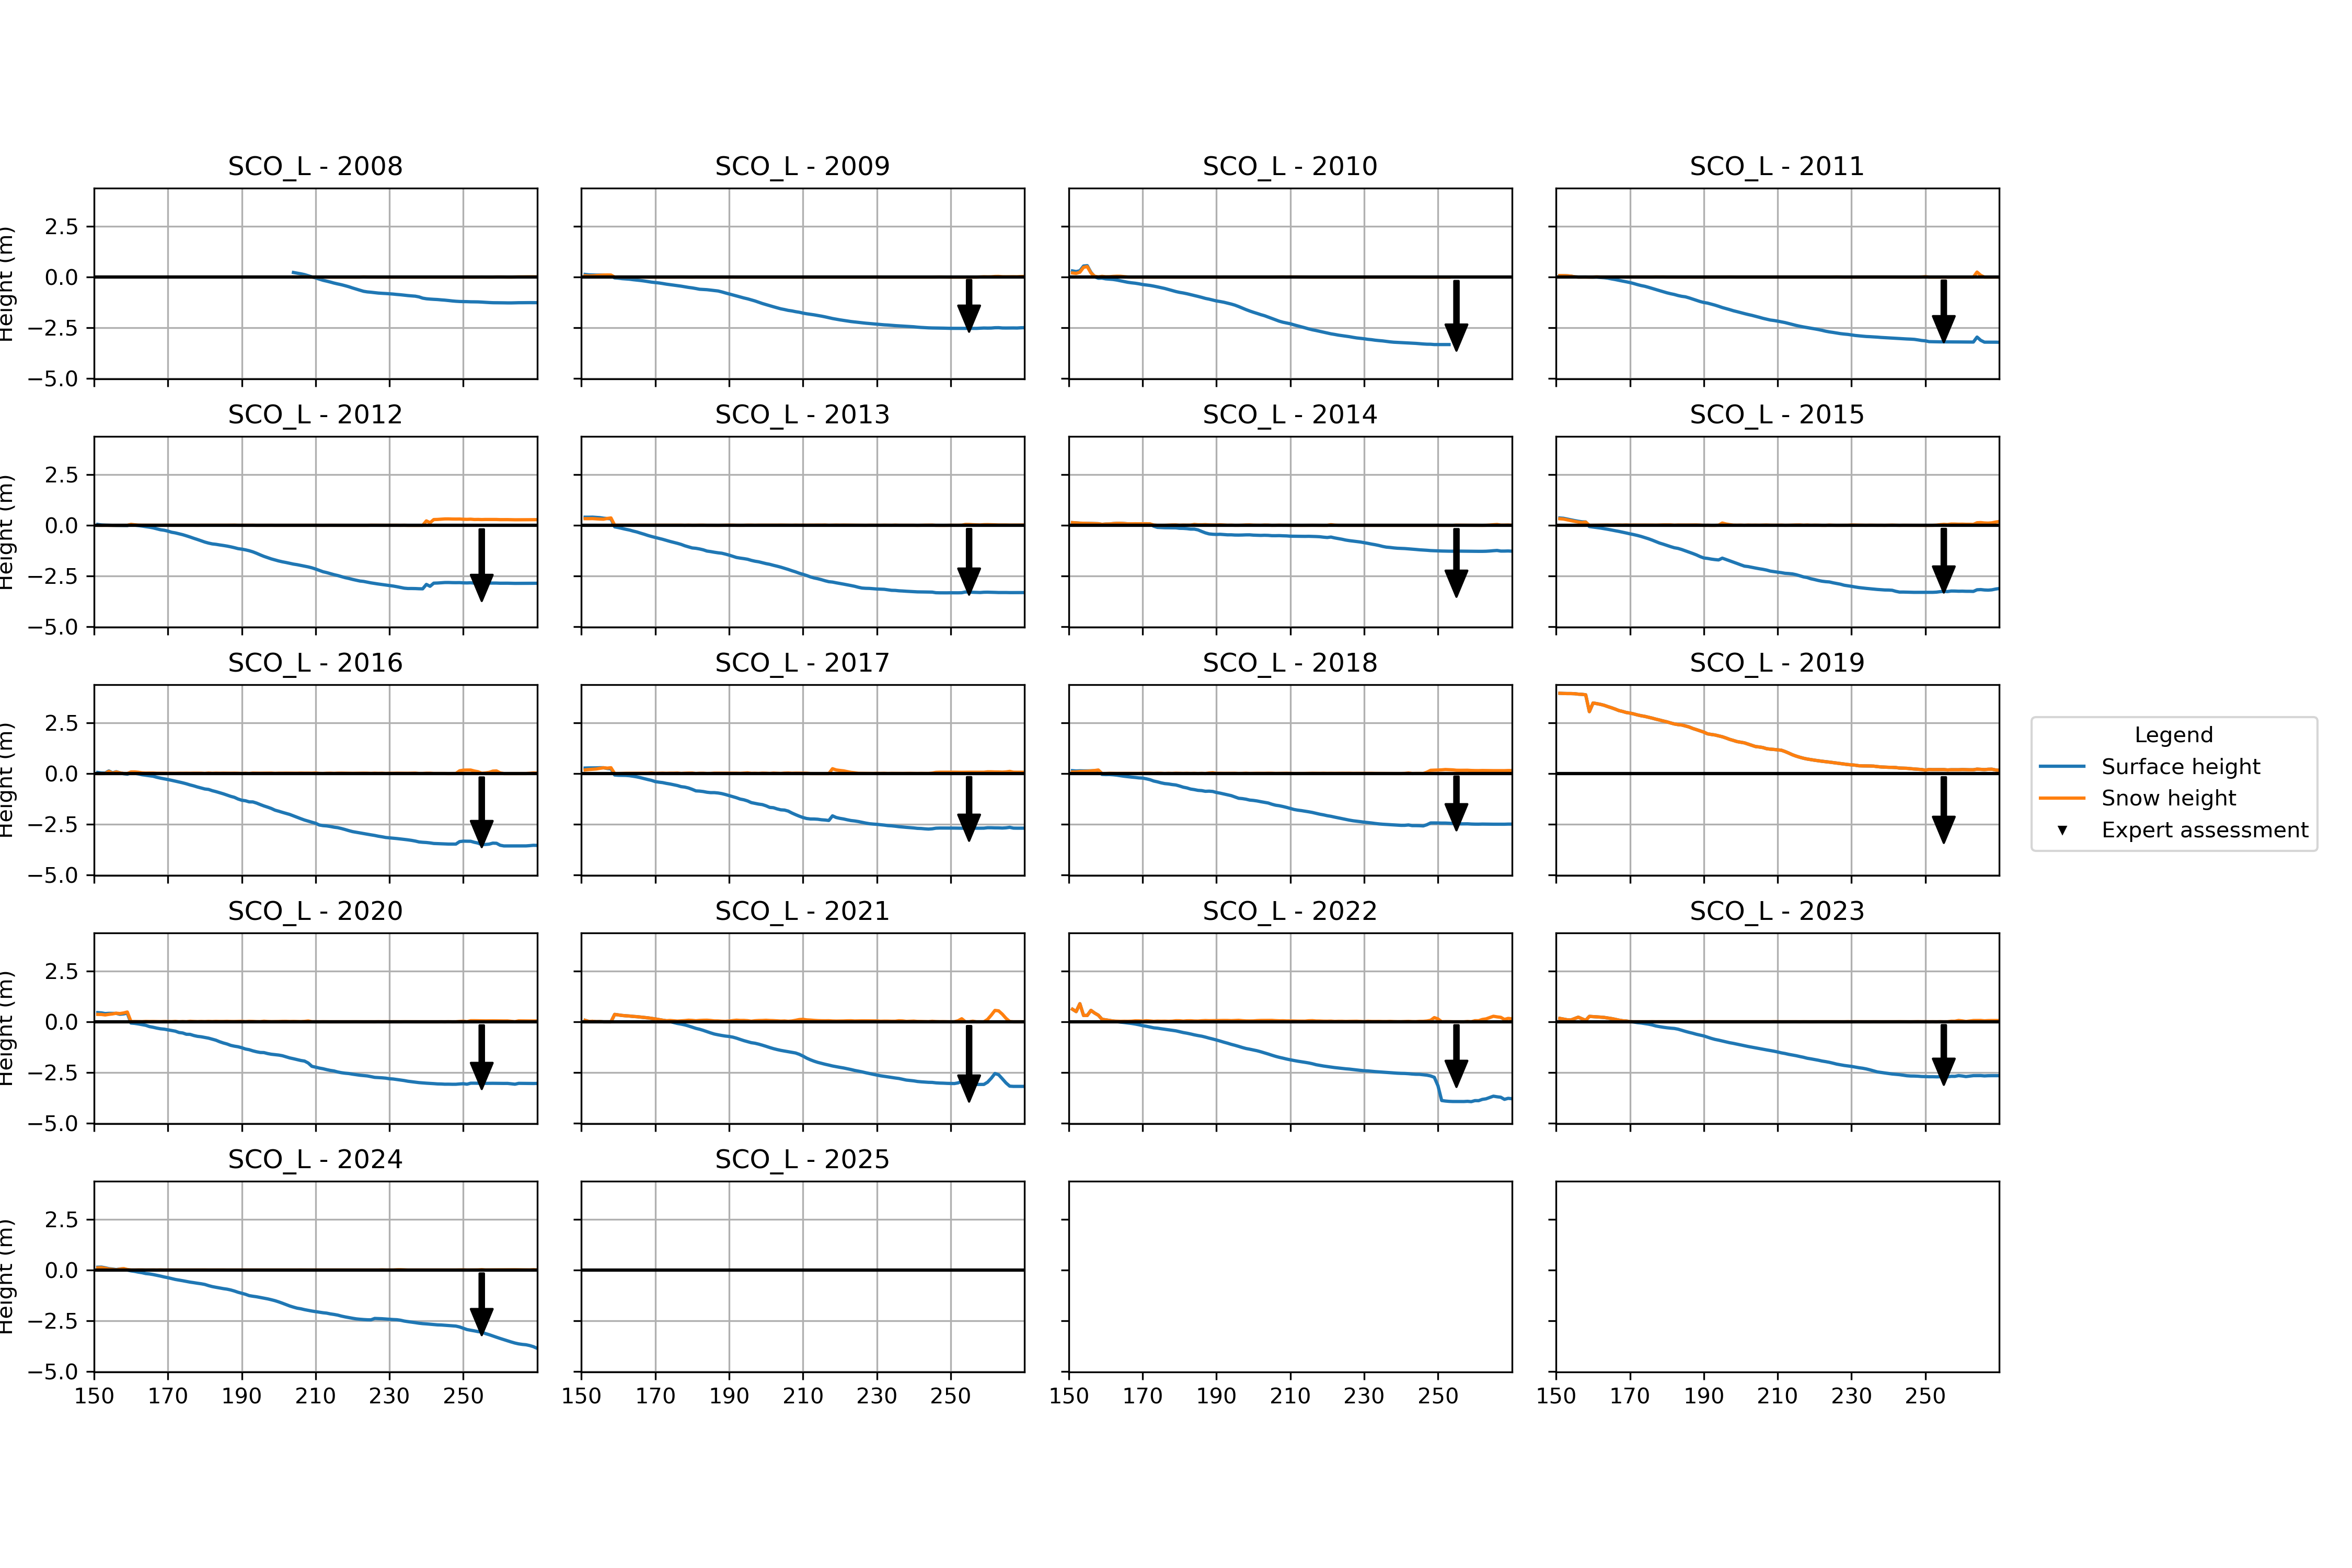 SCO_L - 2008
SCO_L - 2009
SCO_L - 2010
SCO_L - 2011
Height (m)
2.5
0.0
−2.5
−5.0
SCO_L - 2012
SCO_L - 2013
SCO_L - 2014
SCO_L - 2015
Height (m)
2.5
0.0
−2.5
−5.0
SCO_L - 2016
SCO_L - 2017
SCO_L - 2018
SCO_L - 2019
Height (m)
2.5
0.0
−2.5
−5.0
Legend
Surface height
Snow height
Expert assessment
SCO_L - 2020
SCO_L - 2021
SCO_L - 2022
SCO_L - 2023
Height (m)
2.5
0.0
−2.5
−5.0
SCO_L - 2024
SCO_L - 2025
Height (m)
2.5
0.0
−2.5
−5.0
150 170 190 210 230 250
150 170 190 210 230 250
150 170 190 210 230 250
150 170 190 210 230 250